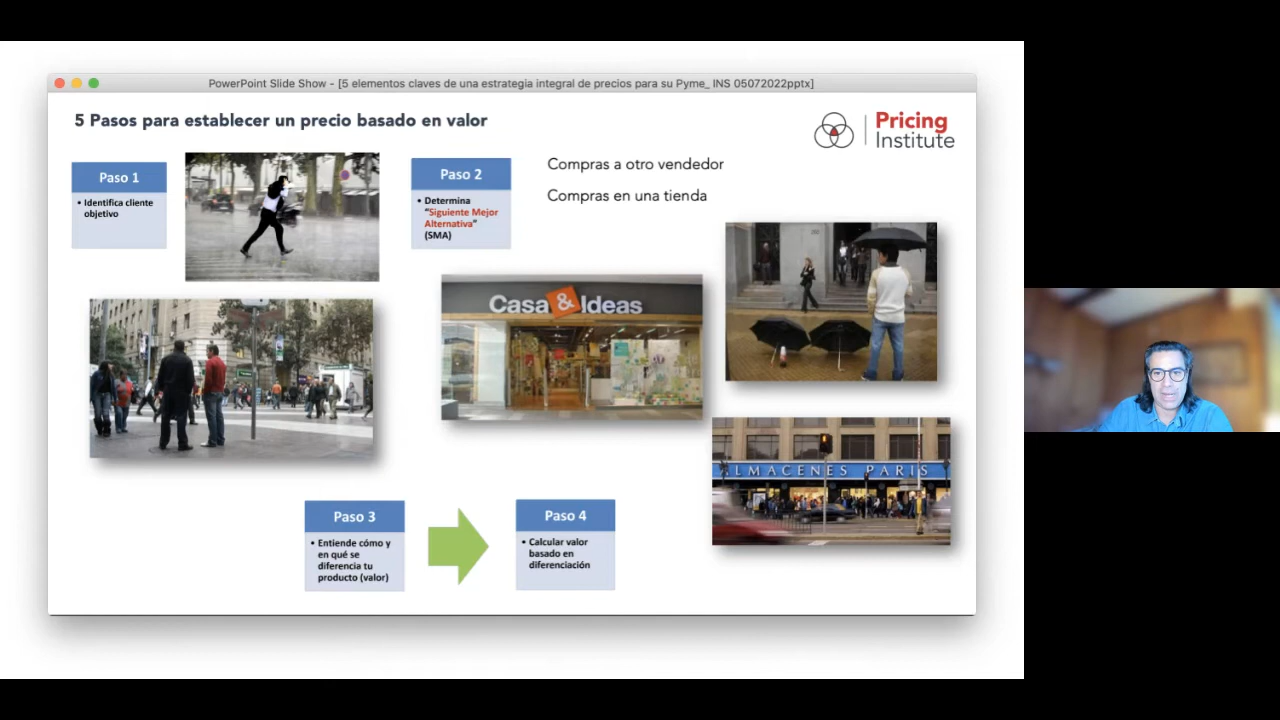 PowerPoint Slide Show - [5 elementos claves de una estrategia integral de precios para su Pyme_ INS 05072022pptx]
5 Pasos para establecer un precio basado en valor
Pricing
Institute
Paso 1
• Identifica cliente
objetivo
Paso 2
• Determina
"Siguiente Mejor
Alternativa"
(SMA)
Compras a otro vendedor
Compras en una tienda
Casa & Ideas
ALMACENES PARIS
Paso 3
• Entiende cómo y
en qué se
diferencia tu
producto (valor)
Paso 4
• Calcular valor
basado en
diferenciación